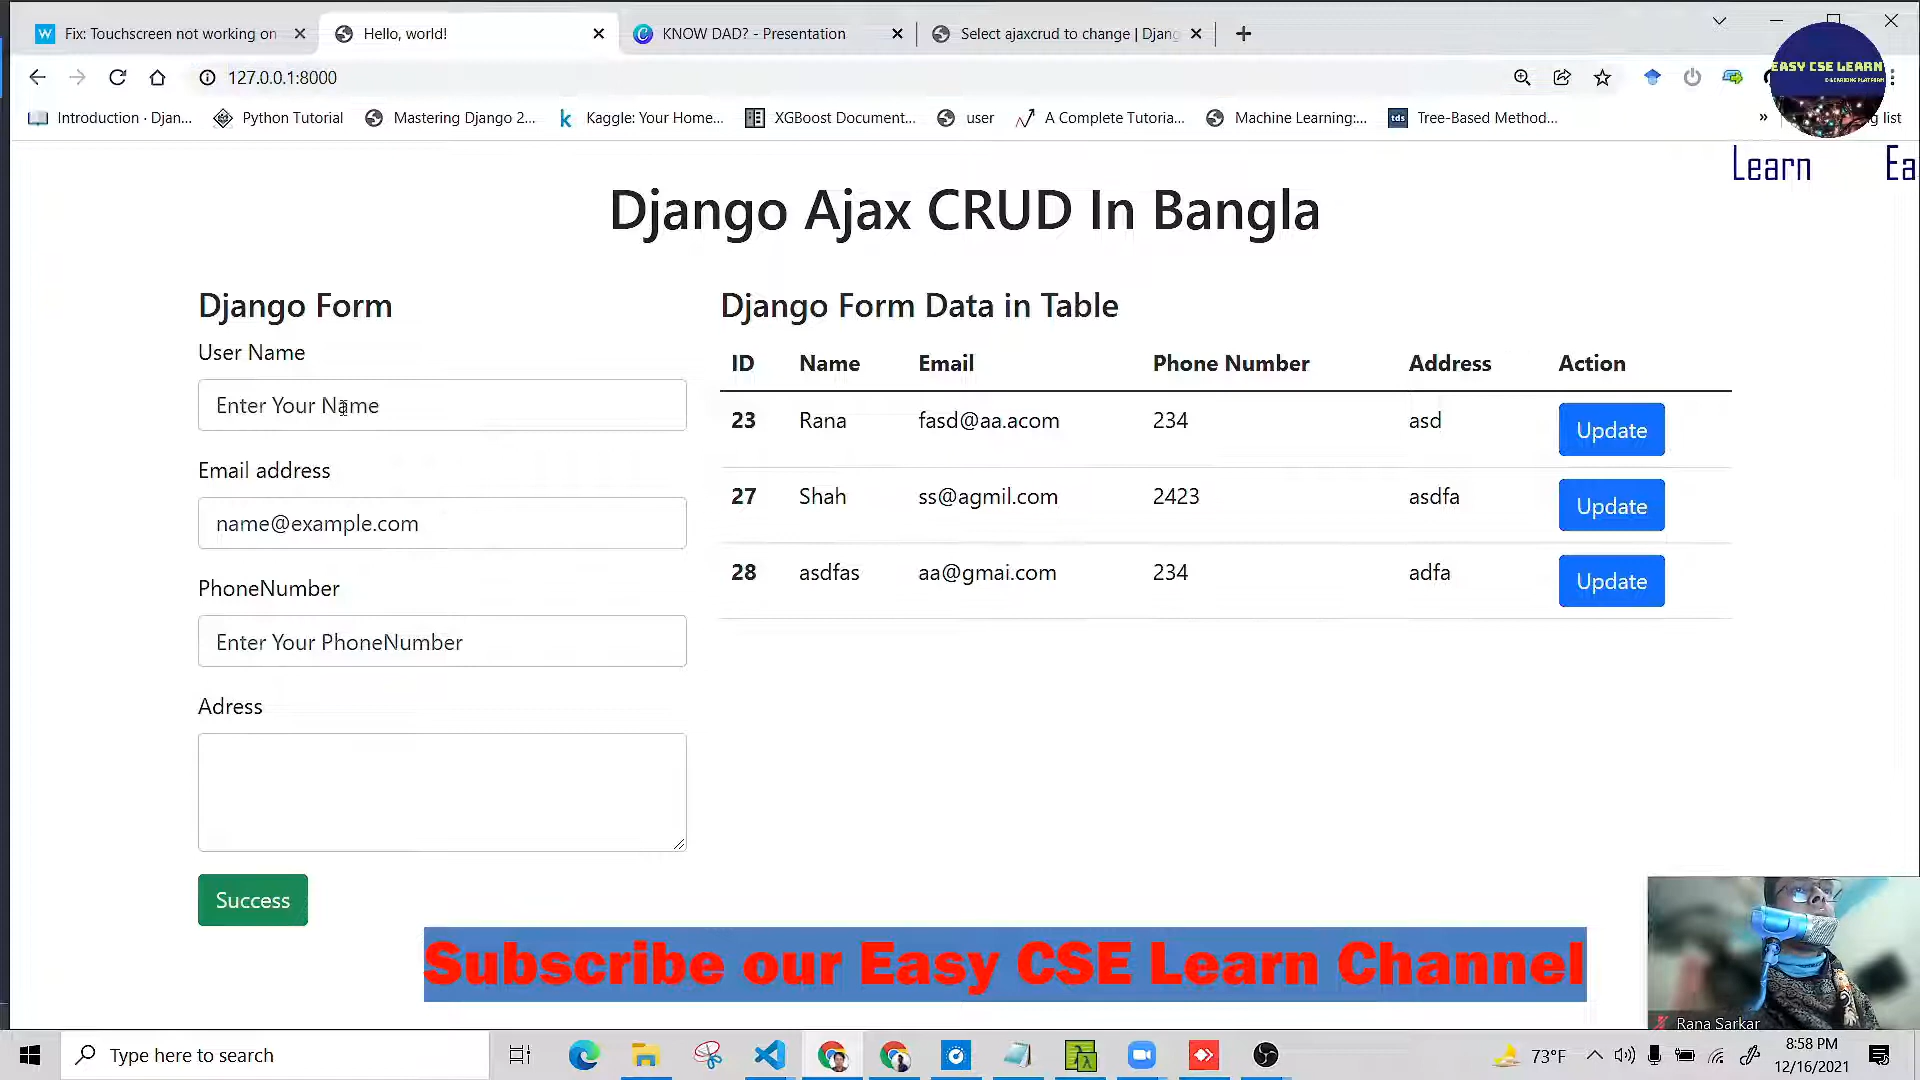 Fix: Touchscreen not working on
Hello, world!
KNOW DAD? - Presentation
Select ajaxcrud to change | Djang
127.0.0.1:8000
EASY CSE LEARN
Introduction · Djan...
Python Tutorial
Mastering Django 2...
Kaggle: Your Home...
XGBoost Document...
user
A Complete Tutoria...
Machine Learning:...
tds
Tree-Based Method...
»
g list
Learn Ea
Django Ajax CRUD In Bangla
Django Form
User Name
Enter Your Name
Email address
name@example.com
PhoneNumber
Enter Your PhoneNumber
Adress
Success
Django Form Data in Table
ID Name Email Phone Number Address Action
23 Rana fasd@aa.acom 234 asd Update
27 Shah ss@agmil.com 2423 asdfa Update
28 asdfas aa@gmai.com 234 adfa Update
Subscribe our Easy CSE Learn Channel
Rana Sarkar
Type here to search
73°F
8:58 PM
12/16/2021